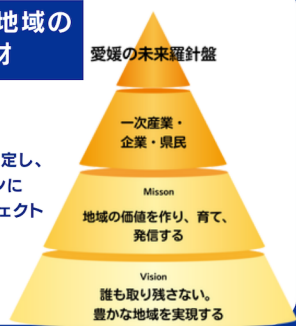 地域の
材
愛媛の未来羅針盤
一次産業・
企業・県民
定し、
ンに
ェクト
Misson
地域の価値を作り、育て、
発信する
Vision
誰も取り残さない。
豊かな地域を実現する